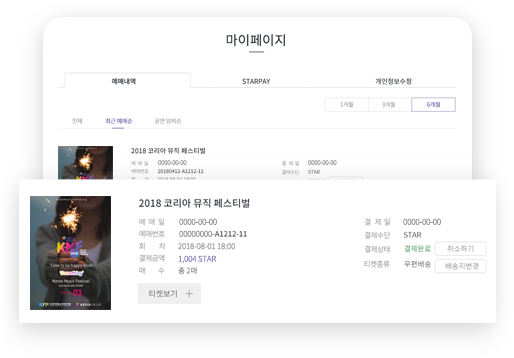 마이페이지
예매내역 STARPAY 개인정보수정
1개월 3개월 6개월
전체 최근 예매순 공연 임박순
2018 코리아 뮤직 페스티벌
예 매 일 0000-00-00 결 제 일 0000-00-00
예매번호 20180412-A1212-11 결제수단 STAR
2018 코리아 뮤직 페스티벌
예 매 일 0000-00-00 결 제 일 0000-00-00
예매번호 00000000-A1212-11 결제수단 STAR
회 차 2018-08-01 18:00 결제상태 결제완료 취소하기
결제금액 1,004 STAR 티켓종류 우편배송 배송지변경
매 수 총 2매
티켓보기 +
KMF
Time to be happy soon
Korea Music Festival